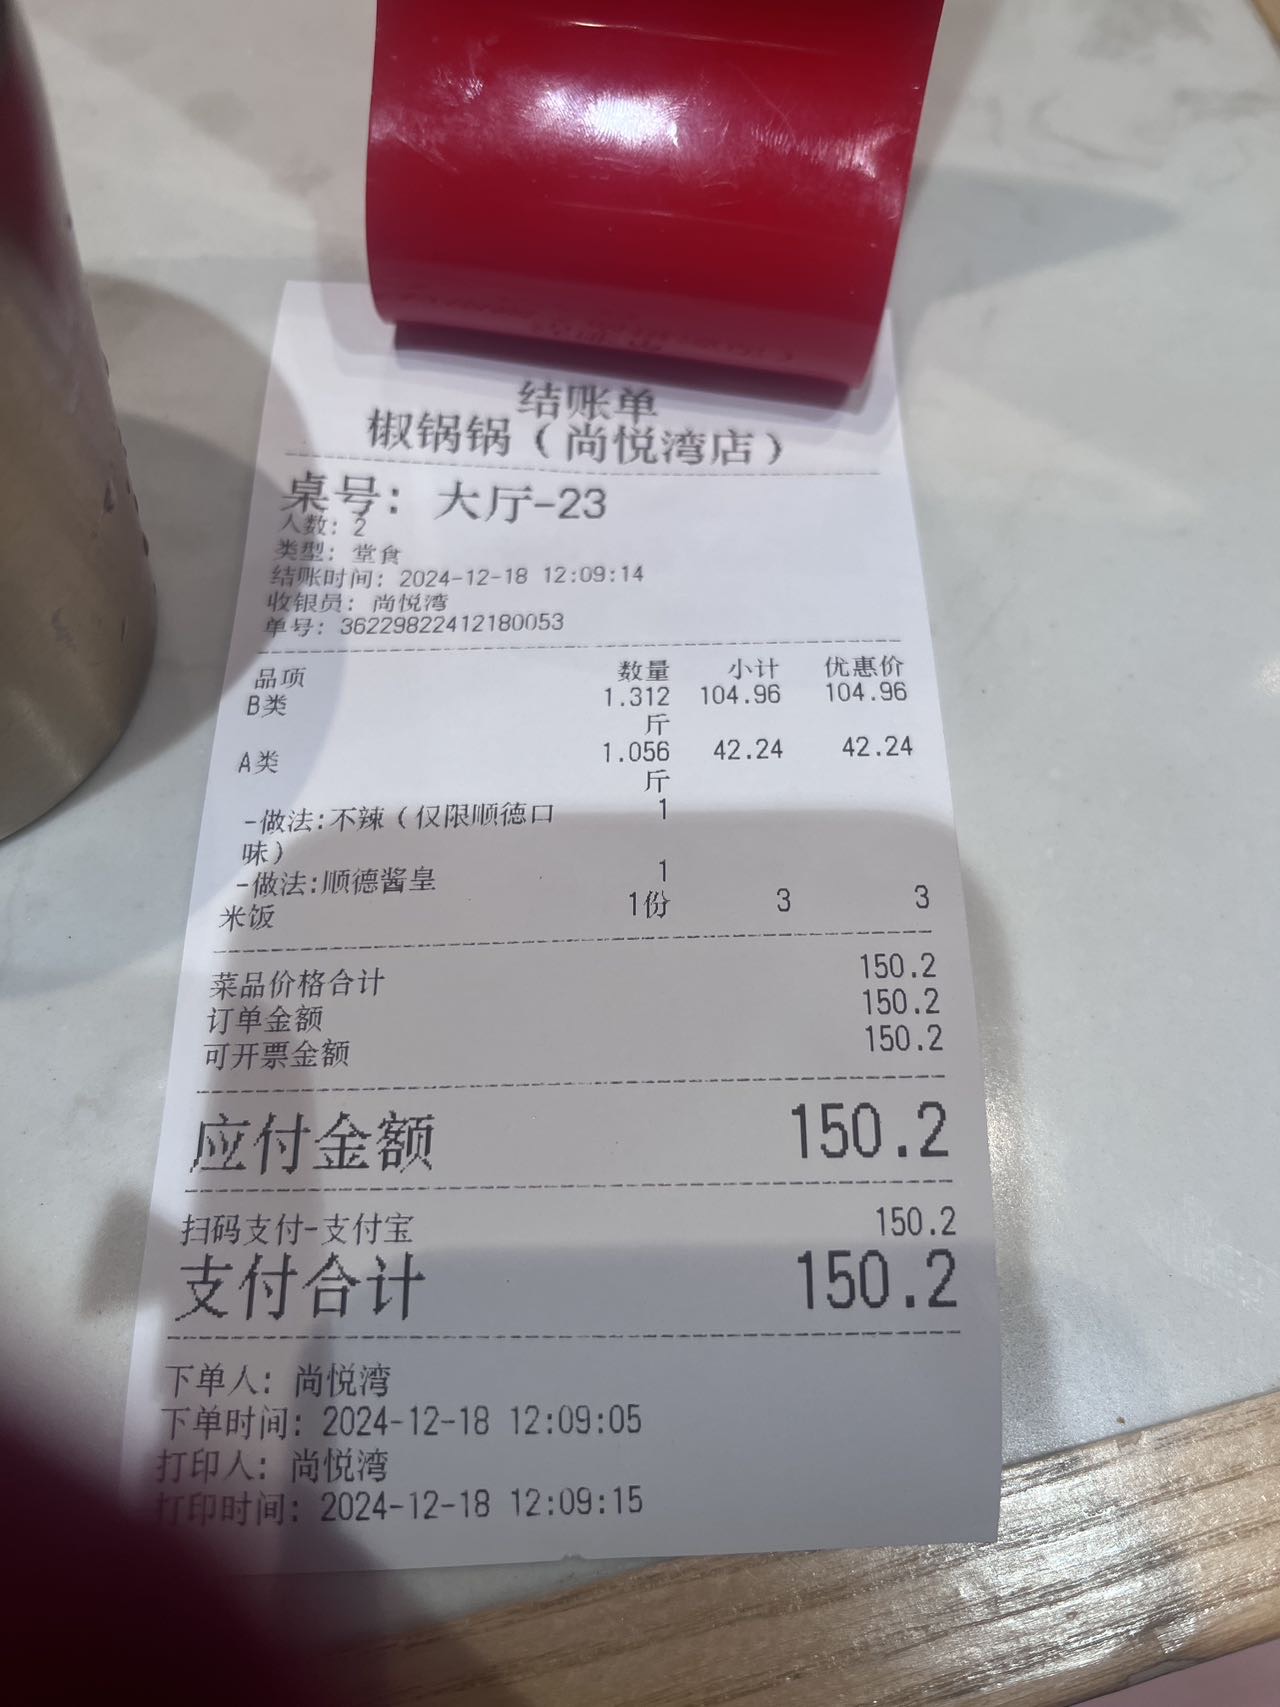 结账单
椒锅锅（尚悦湾店）
桌号：大厅-23
人数：2
类型：堂食
结账时间：2024-12-18 12:09:14
收银员：尚悦湾
单号：36229822412180053
品项 数量 小计 优惠价
B类 1.312 104.96 104.96
斤
A类 1.056 42.24 42.24
斤
-做法:不辣（仅限顺德口 1
味）
-做法:顺德酱皇 1
米饭 1份 3 3
菜品价格合计 150.2
订单金额 150.2
可开票金额 150.2
应付金额 150.2
扫码支付-支付宝 150.2
支付合计 150.2
下单人：尚悦湾
下单时间：2024-12-18 12:09:05
打印人：尚悦湾
打印时间：2024-12-18 12:09:15